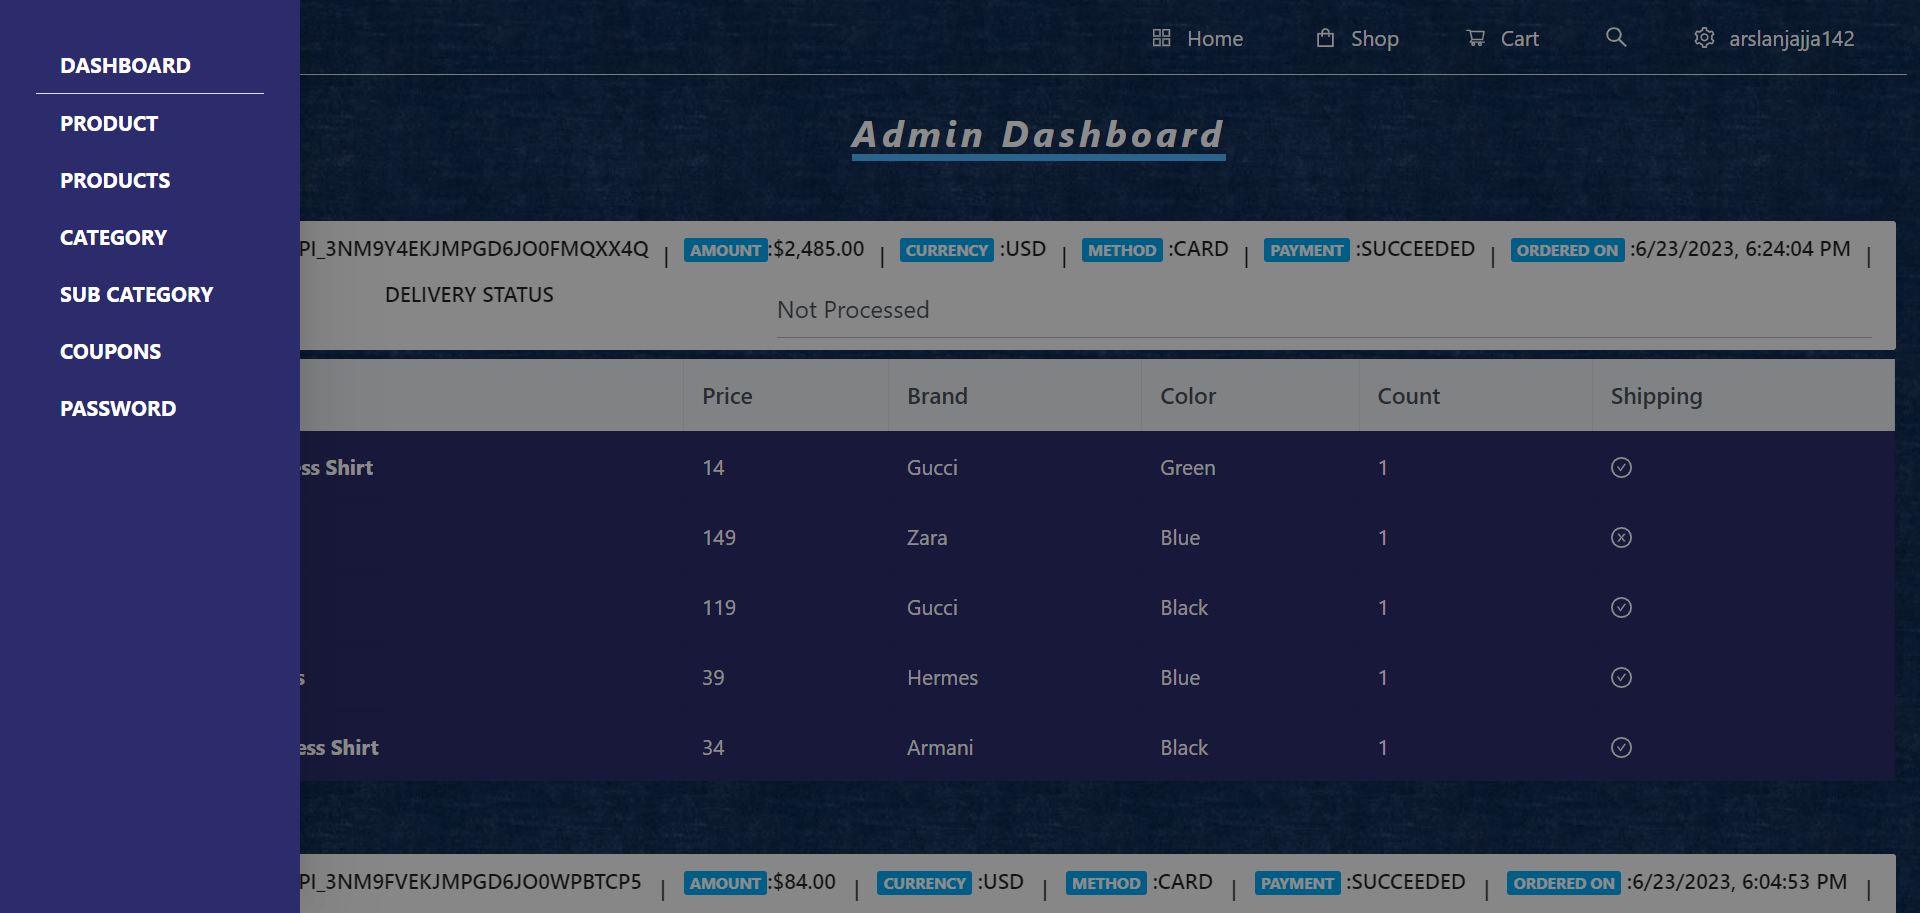 Home Shop Cart arslanjajja142
DASHBOARD
PRODUCT
PRODUCTS
CATEGORY
SUB CATEGORY
COUPONS
PASSWORD
Admin Dashboard
PI_3NM9Y4EKJMPGD6JO0FMQXX4Q | AMOUNT:$2,485.00 | CURRENCY :USD | METHOD :CARD | PAYMENT :SUCCEEDED | ORDERED ON :6/23/2023, 6:24:04 PM |
DELIVERY STATUS Not Processed
Price Brand Color Count Shipping
ess Shirt 14 Gucci Green 1
149 Zara Blue 1
119 Gucci Black 1
s 39 Hermes Blue 1
ess Shirt 34 Armani Black 1
PI_3NM9FVEKJMPGD6JO0WPBTCP5 | AMOUNT:$84.00 | CURRENCY :USD | METHOD :CARD | PAYMENT :SUCCEEDED | ORDERED ON :6/23/2023, 6:04:53 PM |